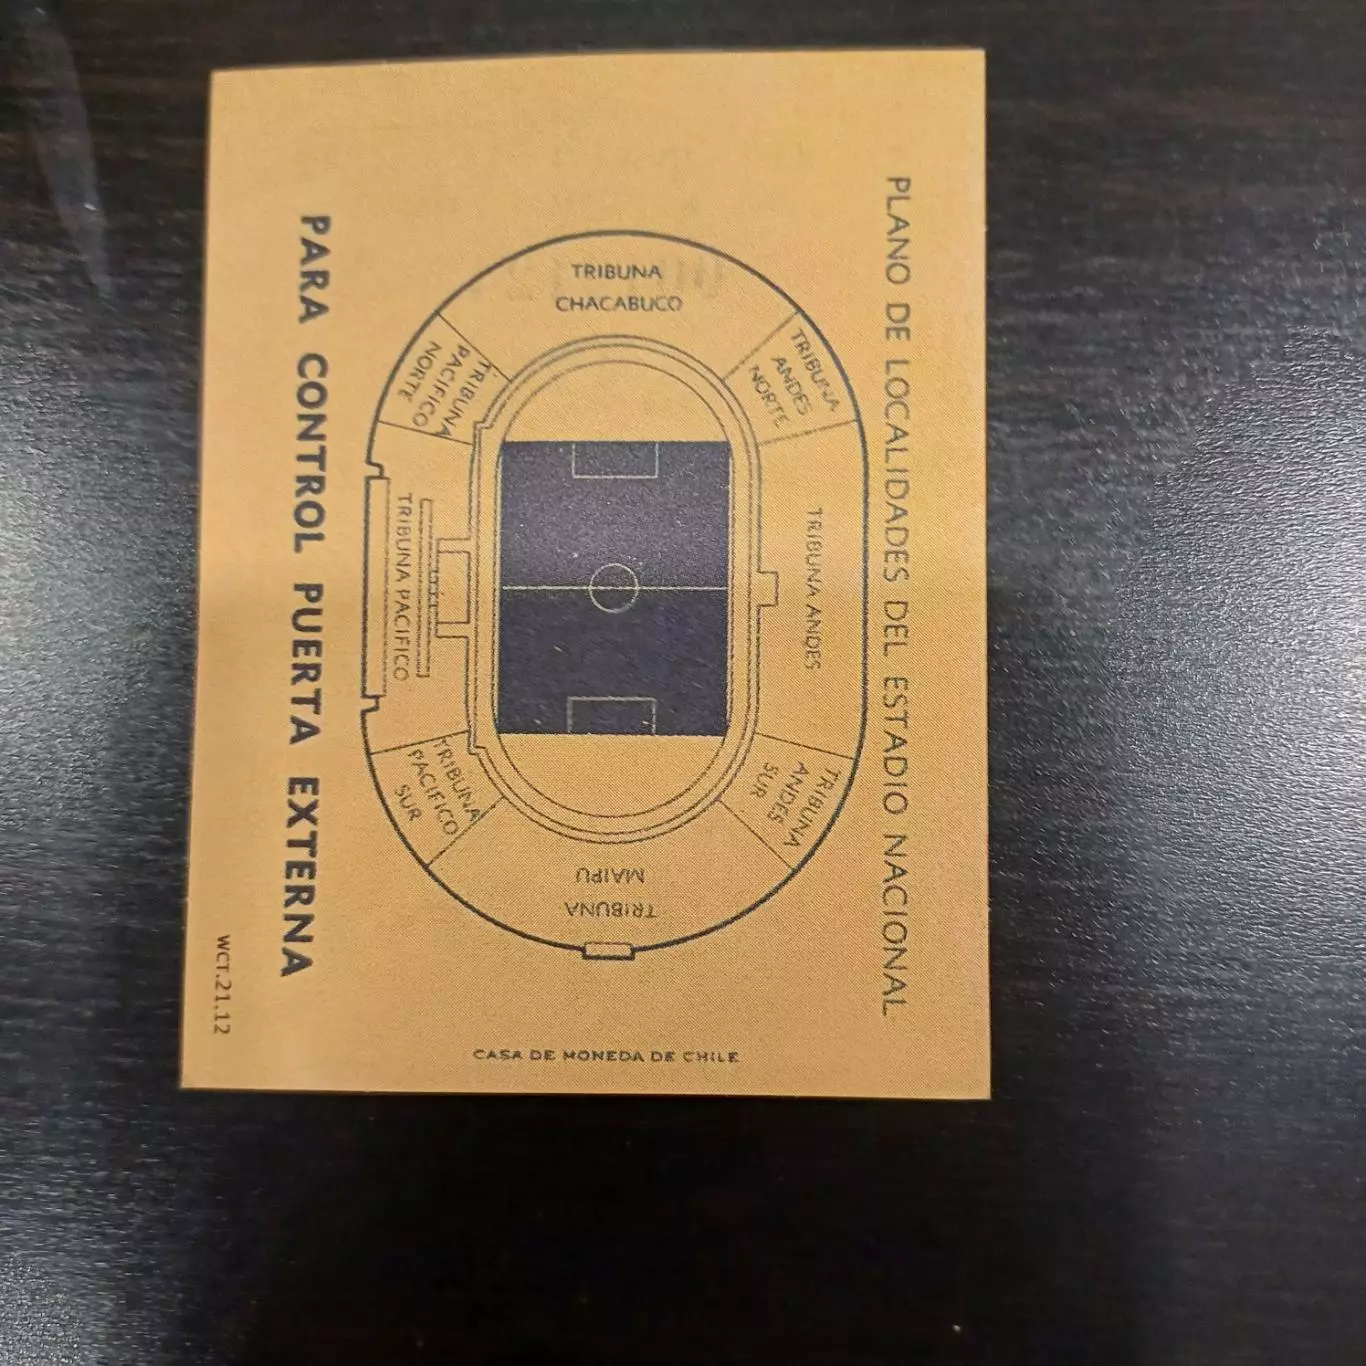 PLANO DE LOCALIDADES DEL ESTADIO NACIONAL
TRIBUNA
CHACABUCO
TRIBUNA
PACIFICO
NORTE
TRIBUNA
ANDES
NORTE
TRIBUNA PACIFICO
TRIBUNA ANDES
TRIBUNA
PACIFICO
SUR
TRIBUNA
ANDES
SUR
TRIBUNA
MAIPU
PARA CONTROL PUERTA EXTERNA
WCT.21.12
CASA DE MONEDA DE CHILE